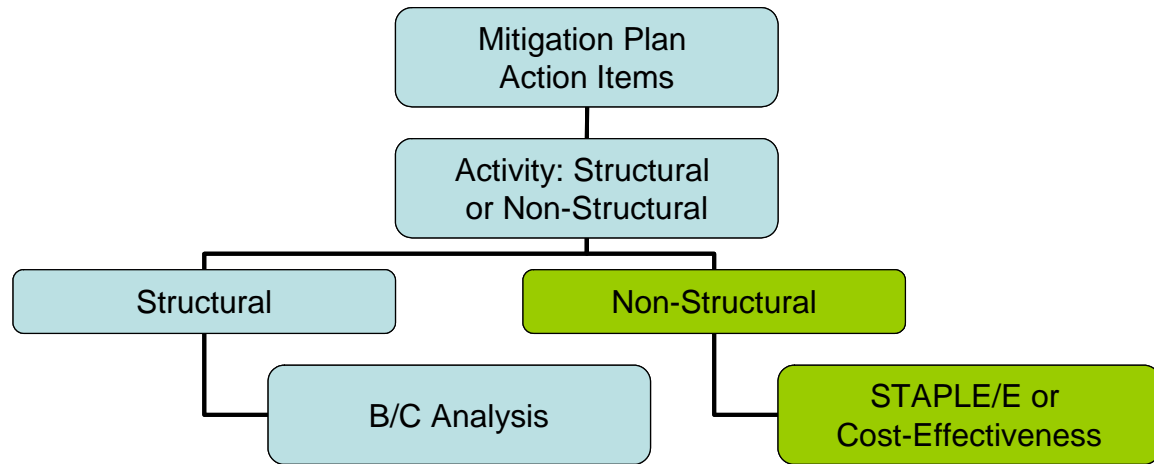 Mitigation Plan
Action Items
Activity: Structural
or Non-Structural
Structural
Non-Structural
B/C Analysis
STAPLE/E or
Cost-Effectiveness